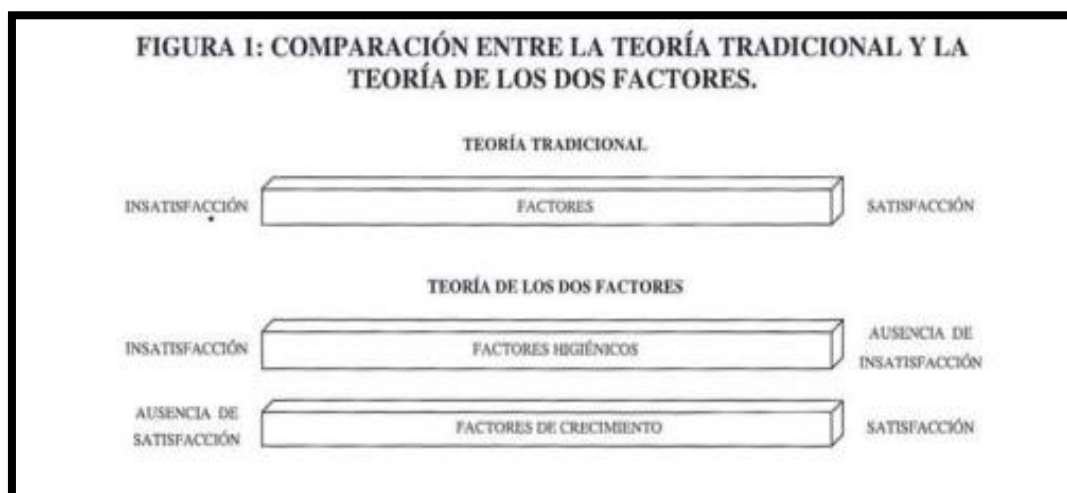 FIGURA 1: COMPARACIÓN ENTRE LA TEORÍA TRADICIONAL Y LA
TEORÍA DE LOS DOS FACTORES.
TEORÍA TRADICIONAL
INSATISFACCIÓN
FACTORES
SATISFACCIÓN
TEORÍA DE LOS DOS FACTORES
INSATISFACCIÓN
FACTORES HIGIÉNICOS
AUSENCIA DE
INSATISFACCIÓN
AUSENCIA DE
SATISFACCIÓN
FACTORES DE CRECIMIENTO
SATISFACCIÓN